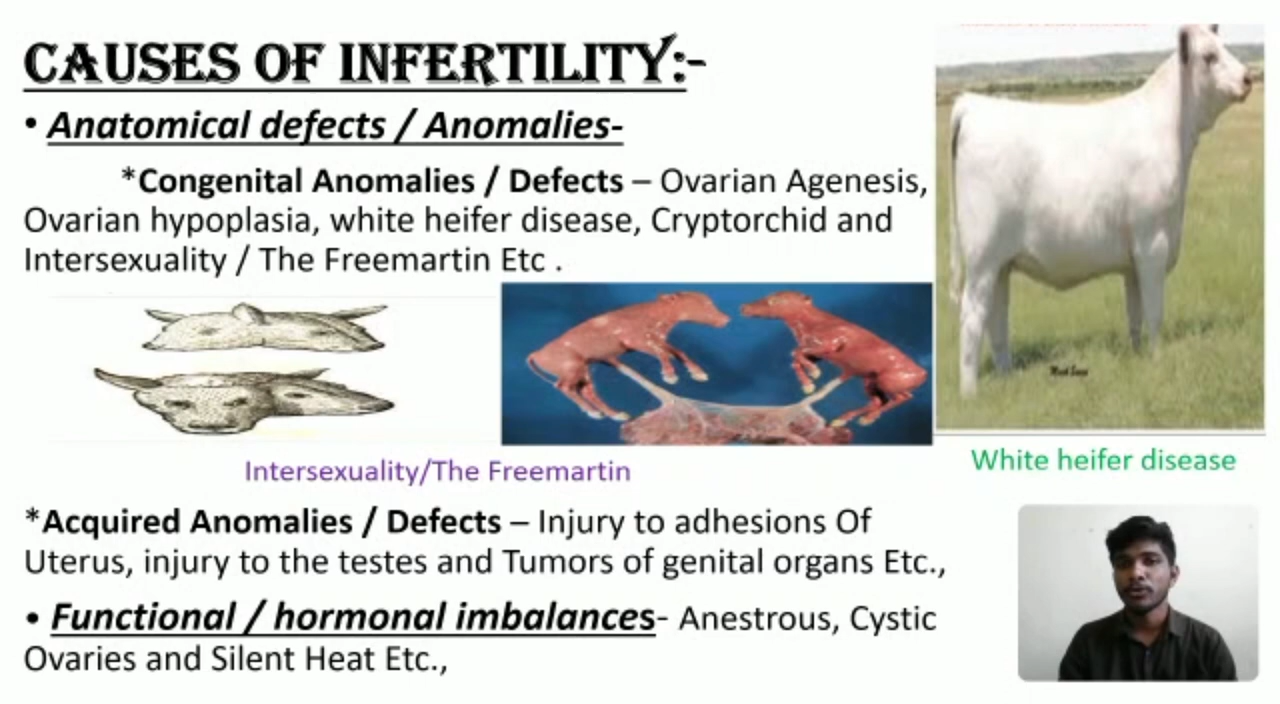 CAUSES OF INFERTILITY:-
• Anatomical defects / Anomalies-
*Congenital Anomalies / Defects – Ovarian Agenesis,
Ovarian hypoplasia, white heifer disease, Cryptorchid and
Intersexuality / The Freemartin Etc .
Intersexuality/The Freemartin
White heifer disease
*Acquired Anomalies / Defects – Injury to adhesions Of
Uterus, injury to the testes and Tumors of genital organs Etc.,
• Functional / hormonal imbalances- Anestrous, Cystic
Ovaries and Silent Heat Etc.,